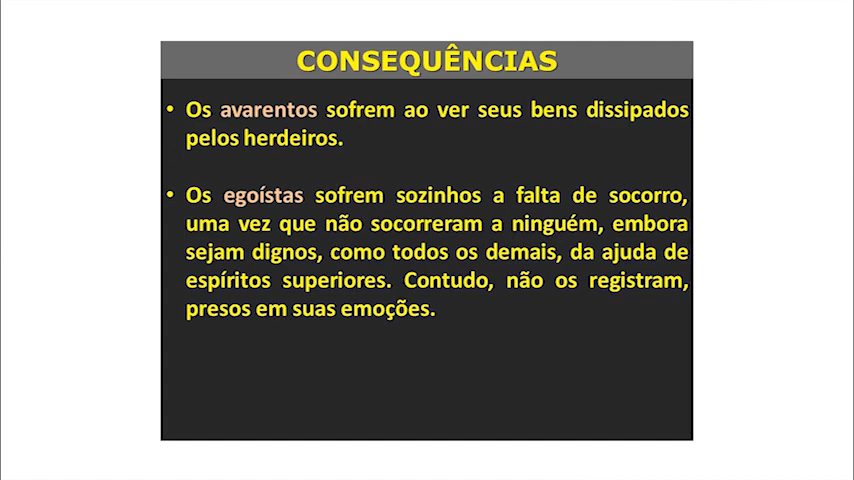 CONSEQUÊNCIAS
• Os avarentos sofrem ao ver seus bens dissipados
pelos herdeiros.
• Os egoístas sofrem sozinhos a falta de socorro,
uma vez que não socorreram a ninguém, embora
sejam dignos, como todos os demais, da ajuda de
espíritos superiores. Contudo, não os registram,
presos em suas emoções.